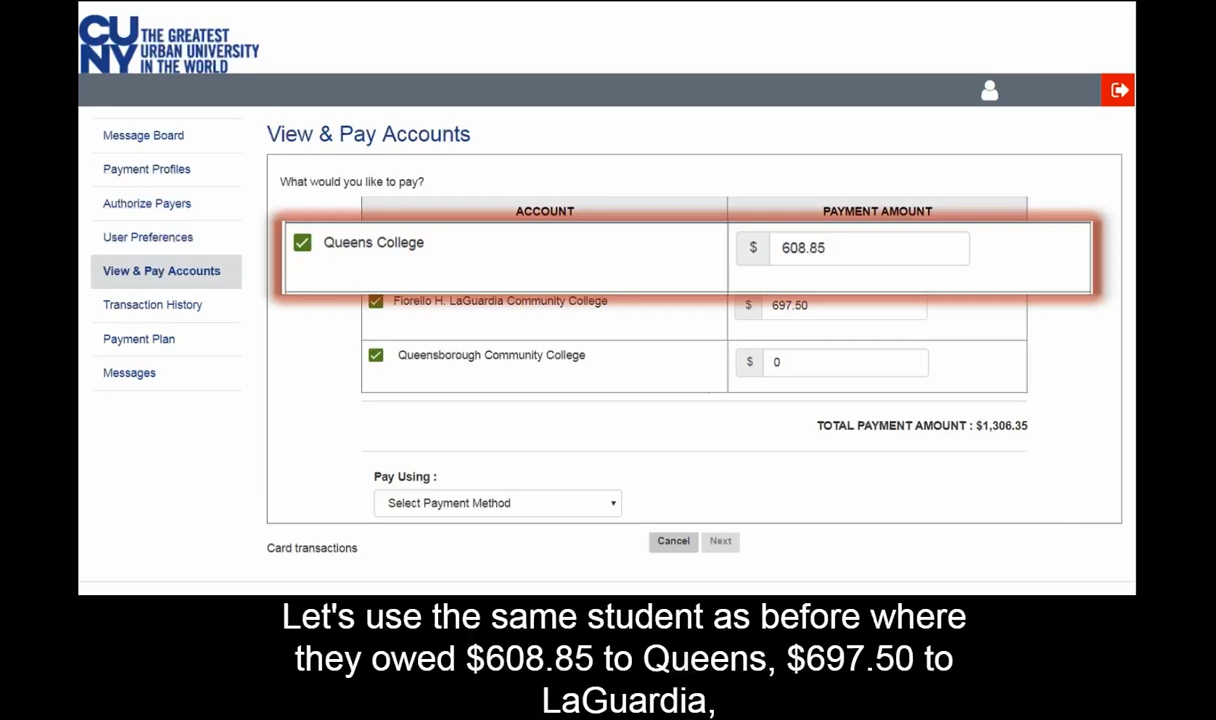 CUNY THE GREATEST
URBAN UNIVERSITY
IN THE WORLD
Message Board
Payment Profiles
Authorize Payers
User Preferences
View & Pay Accounts
Transaction History
Payment Plan
Messages
View & Pay Accounts
What would you like to pay?
ACCOUNT PAYMENT AMOUNT
Queens College $ 608.85
Fiorello H. LaGuardia Community College $ 697.50
Queensborough Community College $ 0
TOTAL PAYMENT AMOUNT : $1,306.35
Pay Using :
Select Payment Method
Cancel Next
Card transactions
Let's use the same student as before where
they owed $608.85 to Queens, $697.50 to
LaGuardia,